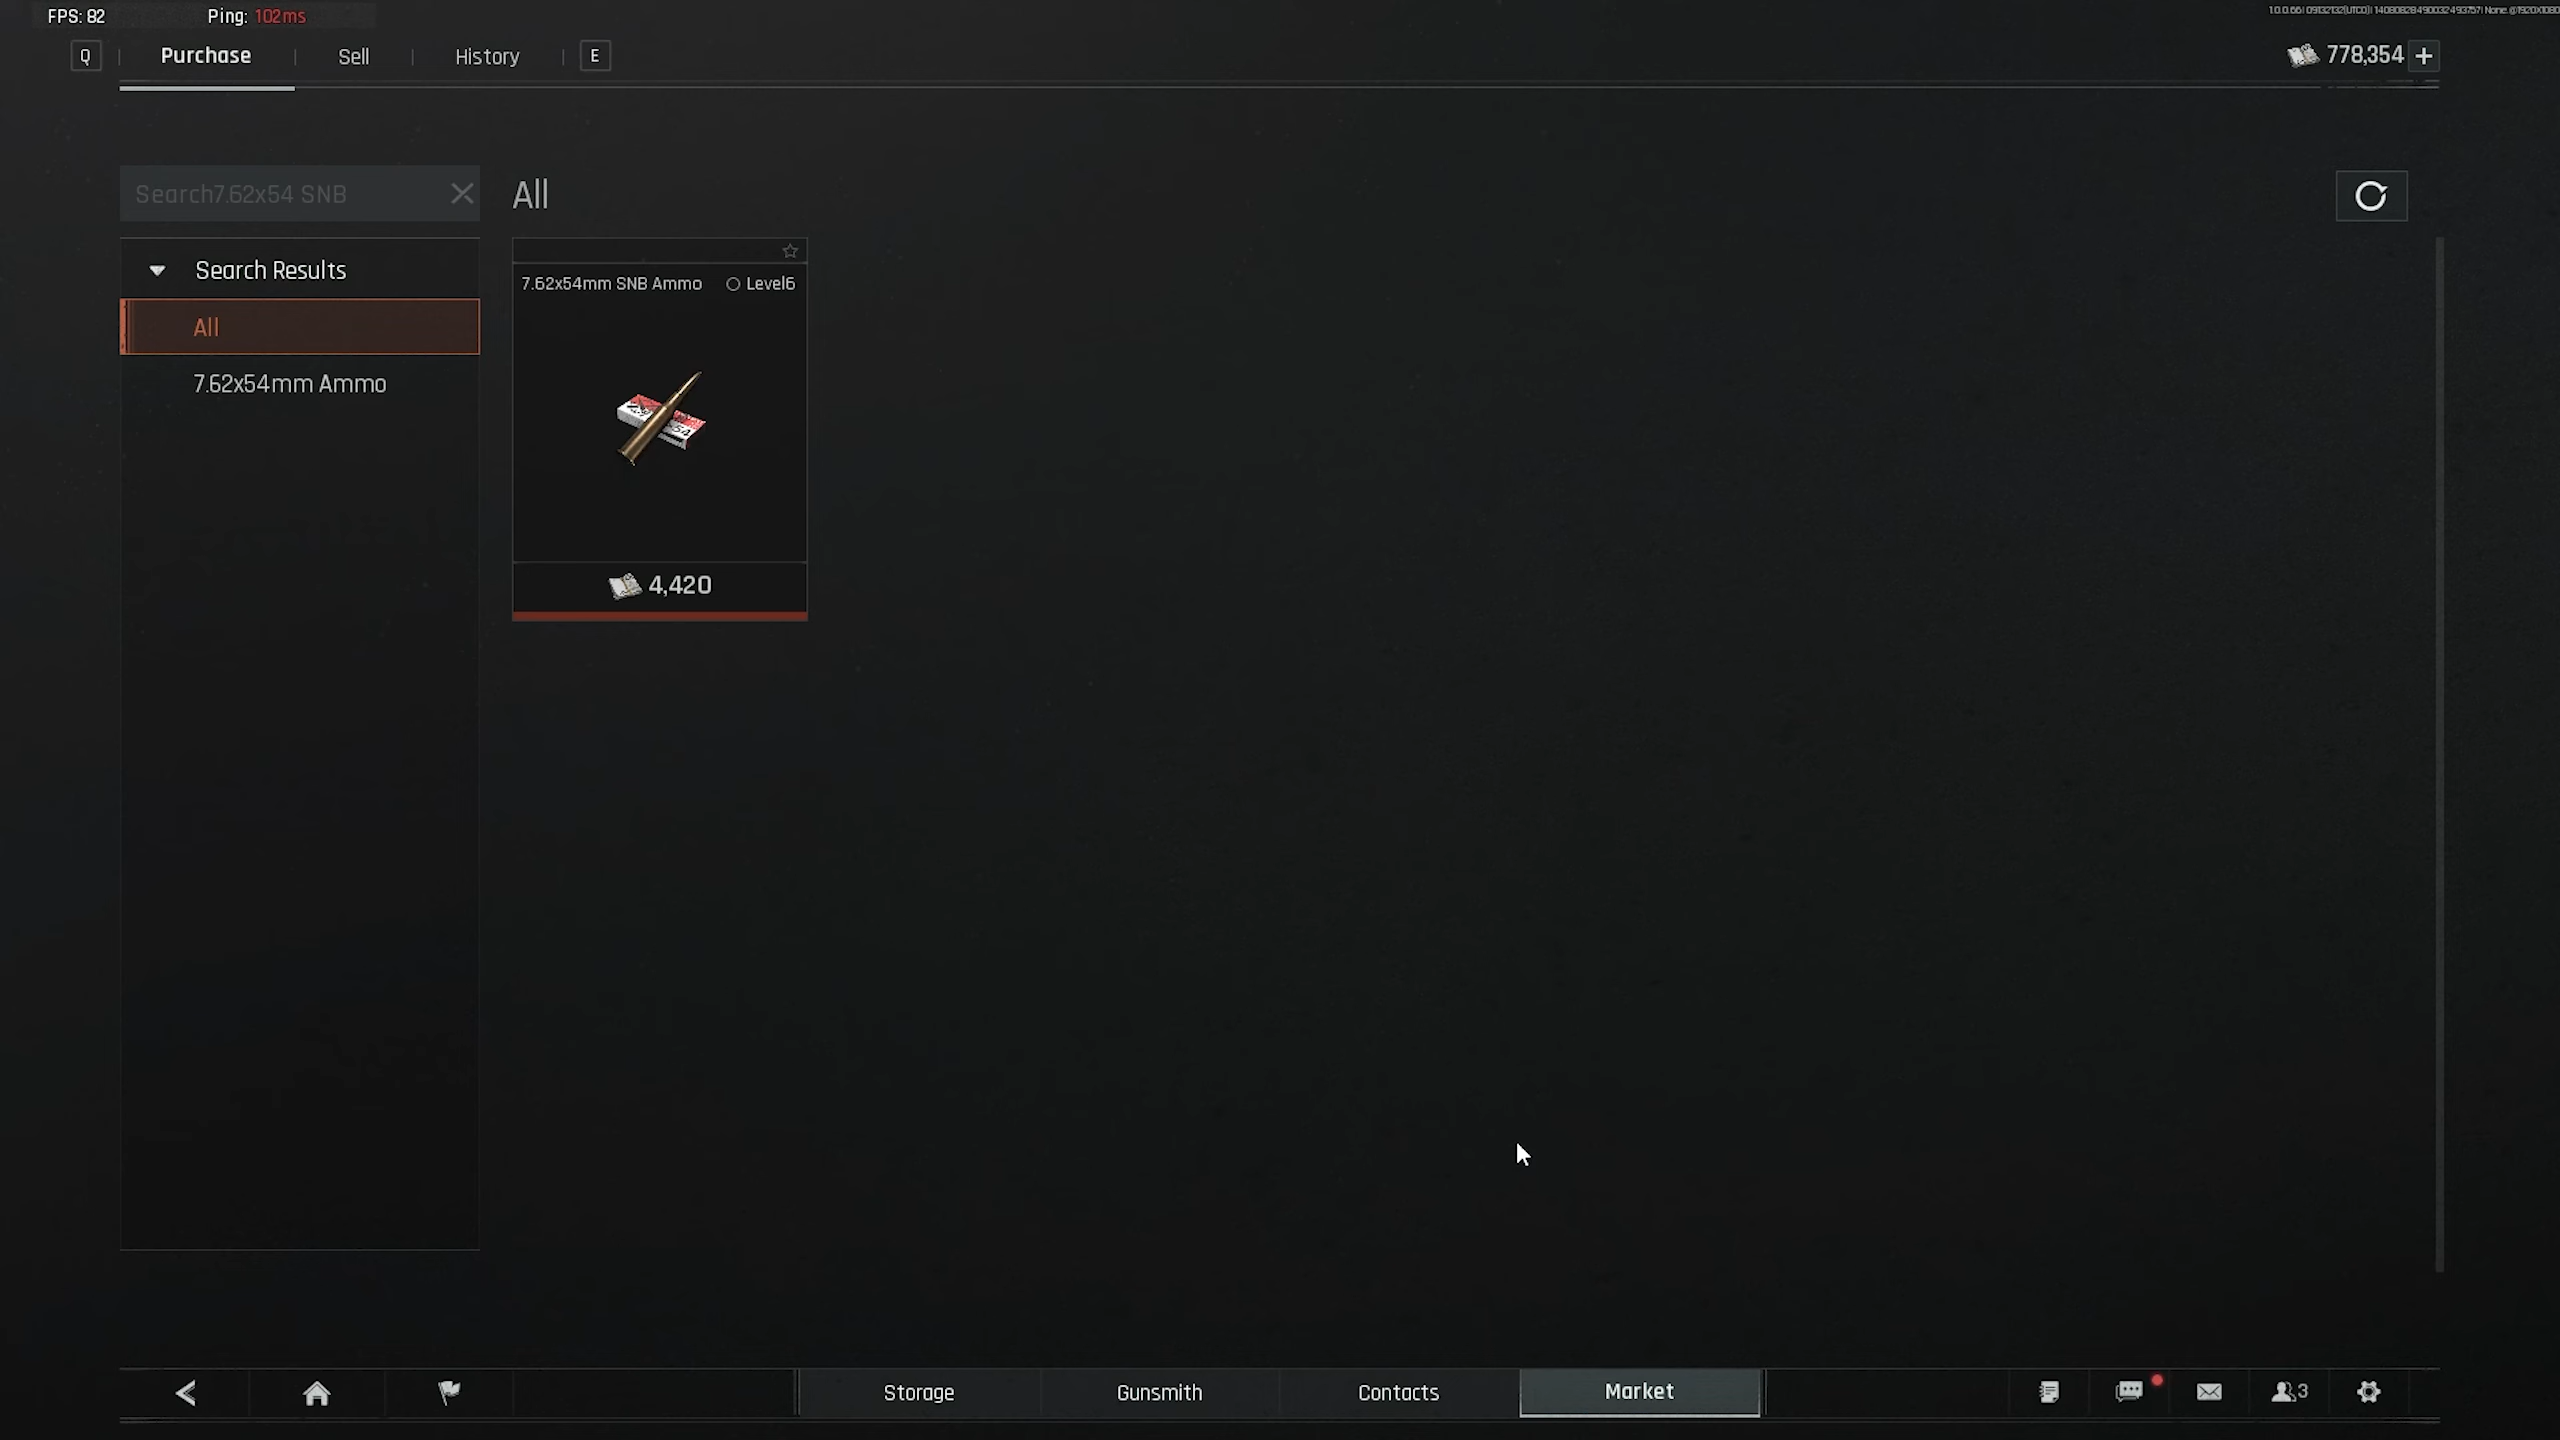 FPS: 82 Ping: 102ms
Q Purchase Sell History E
778,354
Search7.62x54 SNB
All
Search Results
All
7.62x54mm Ammo
7.62x54mm SNB Ammo Level6
4,420
Storage Gunsmith Contacts Market
3